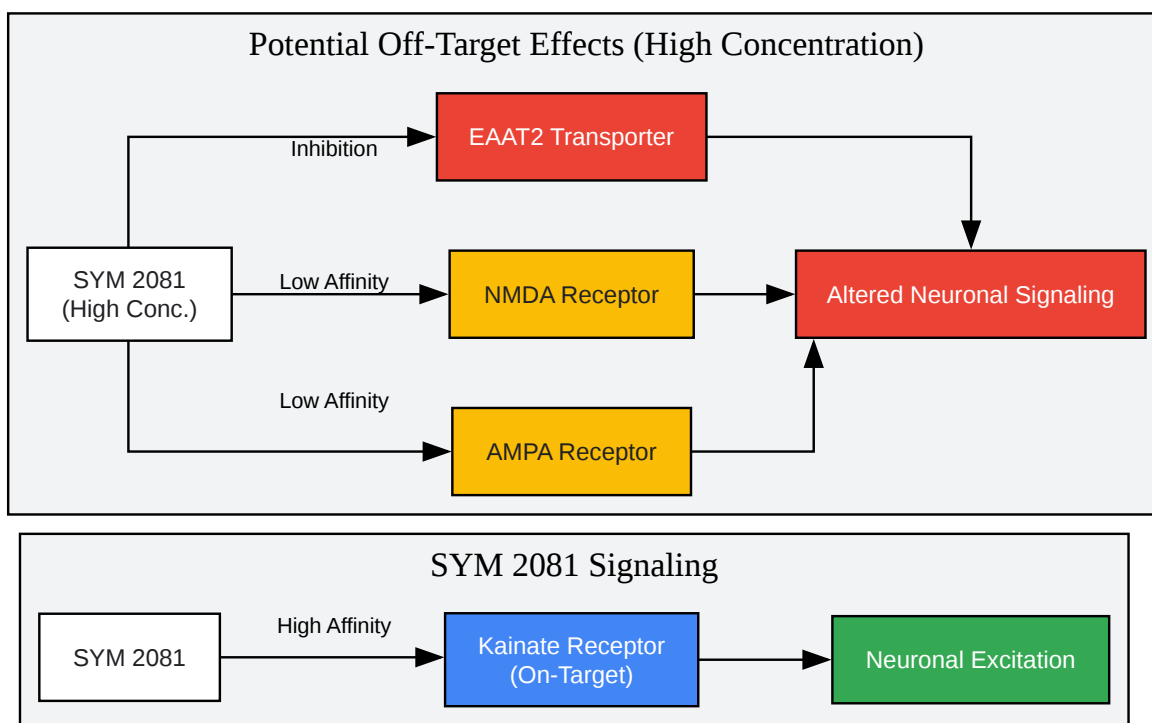 Potential Off-Target Effects (High Concentration)
EAAT2 Transporter
Inhibition
SYM 2081
(High Conc.)
Low Affinity
NMDA Receptor
Altered Neuronal Signaling
Low Affinity
AMPA Receptor
SYM 2081 Signaling
SYM 2081
High Affinity
Kainate Receptor
(On-Target)
Neuronal Excitation